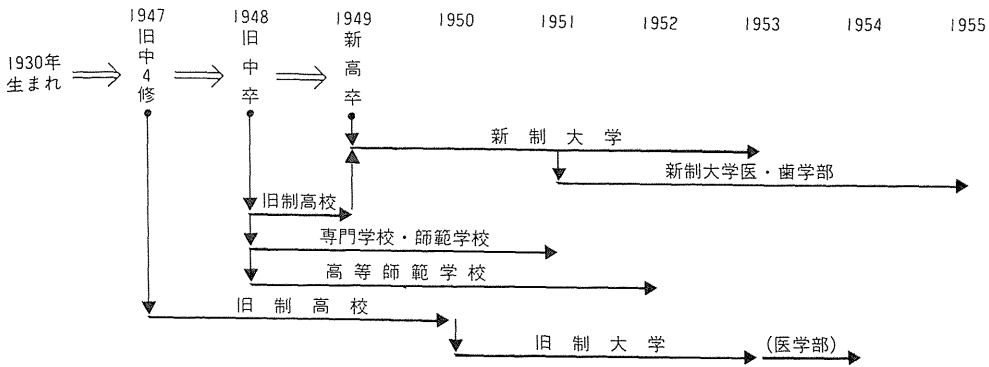 1947 1948 1949 1950 1951 1952 1953 1954 1955
1930年
生まれ
旧中4修
旧中卒
新高卒
新制大学
新制大学医・歯学部
旧制高校
専門学校・師範学校
高等師範学校
旧制高校
旧制大学
(医学部)